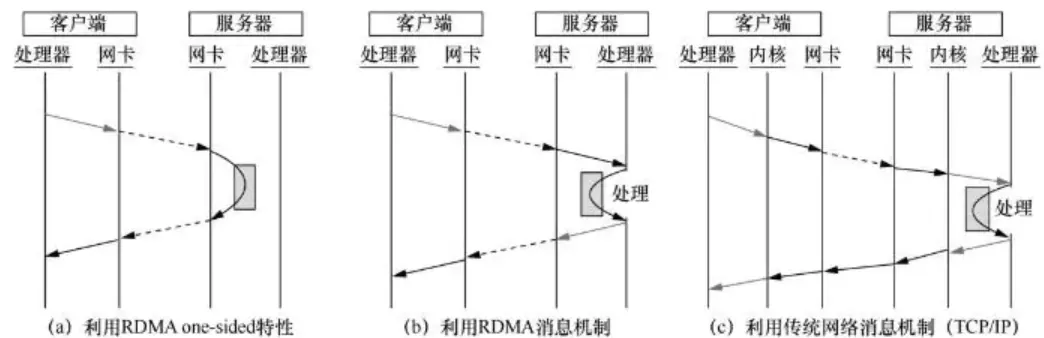 客户端 服务器 客户端 服务器 客户端 服务器
处理器 网卡 网卡 处理器 处理器 网卡 网卡 处理器 处理器 内核 网卡 网卡 内核 处理器
处理 处理
(a) 利用RDMA one-sided特性 (b) 利用RDMA消息机制 (c) 利用传统网络消息机制（TCP/IP）